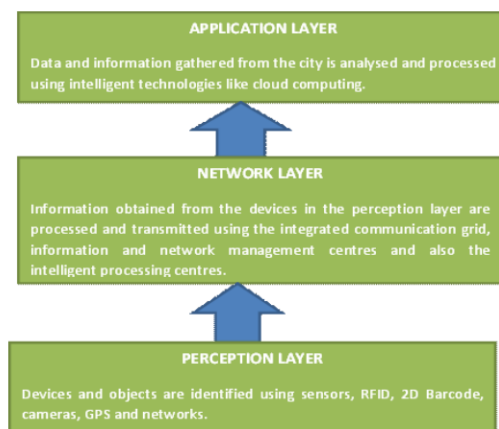 APPLICATION LAYER
Data and information gathered from the city is analysed and processed
using intelligent technologies like cloud computing.
NETWORK LAYER
Information obtained from the devices in the perception layer are
processed and transmitted using the integrated communication grid,
information and network management centres and also the
intelligent processing centres.
PERCEPTION LAYER
Devices and objects are identified using sensors, RFID, 2D Barcode,
cameras, GPS and networks.